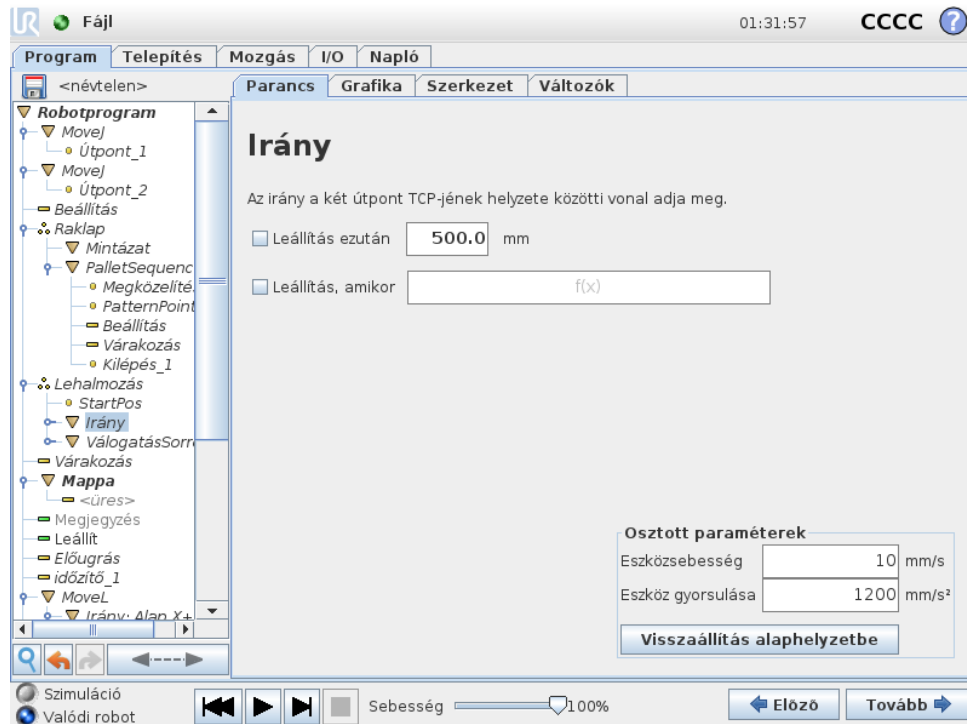 UR Fájl 01:31:57 CCCC ?
Program Telepítés Mozgás I/O Napló
<névtelen>
Parancs Grafika Szerkezet Változók
Robotprogram
MoveJ
Útpont_1
MoveJ
Útpont_2
Beállítás
Raklap
Mintázat
PalletSequenc
Megközelíté
PatternPoint
Beállítás
Várakozás
Kilépés_1
Lehalmozás
StartPos
Irány
VálogatásSorr
Várakozás
Mappa
<üres>
Megjegyzés
Leállít
Előugrás
időzítő_1
MoveL
Irány: Alap X+
Irány
Az irány a két útpont TCP-jének helyzete közötti vonal adja meg.
Leállítás ezután 500.0 mm
Leállítás, amikor f(x)
Osztott paraméterek
Eszközsebesség 10 mm/s
Eszköz gyorsulása 1200 mm/s²
Visszaállítás alaphelyzetbe
Szimuláció
Valódi robot
Sebesség 100%
Előző Tovább